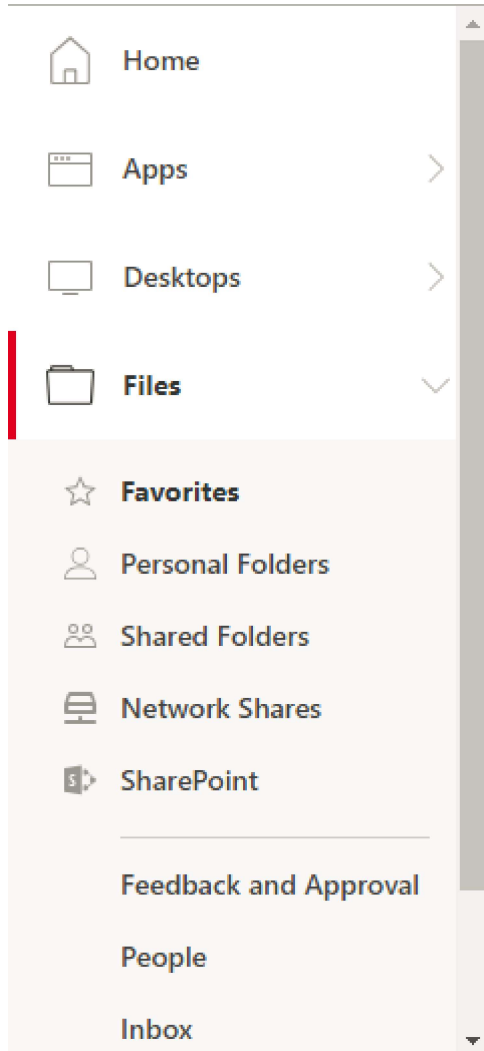 Home
Apps
Desktops
Files
Favorites
Personal Folders
Shared Folders
Network Shares
S SharePoint
Feedback and Approval
People
Inbox